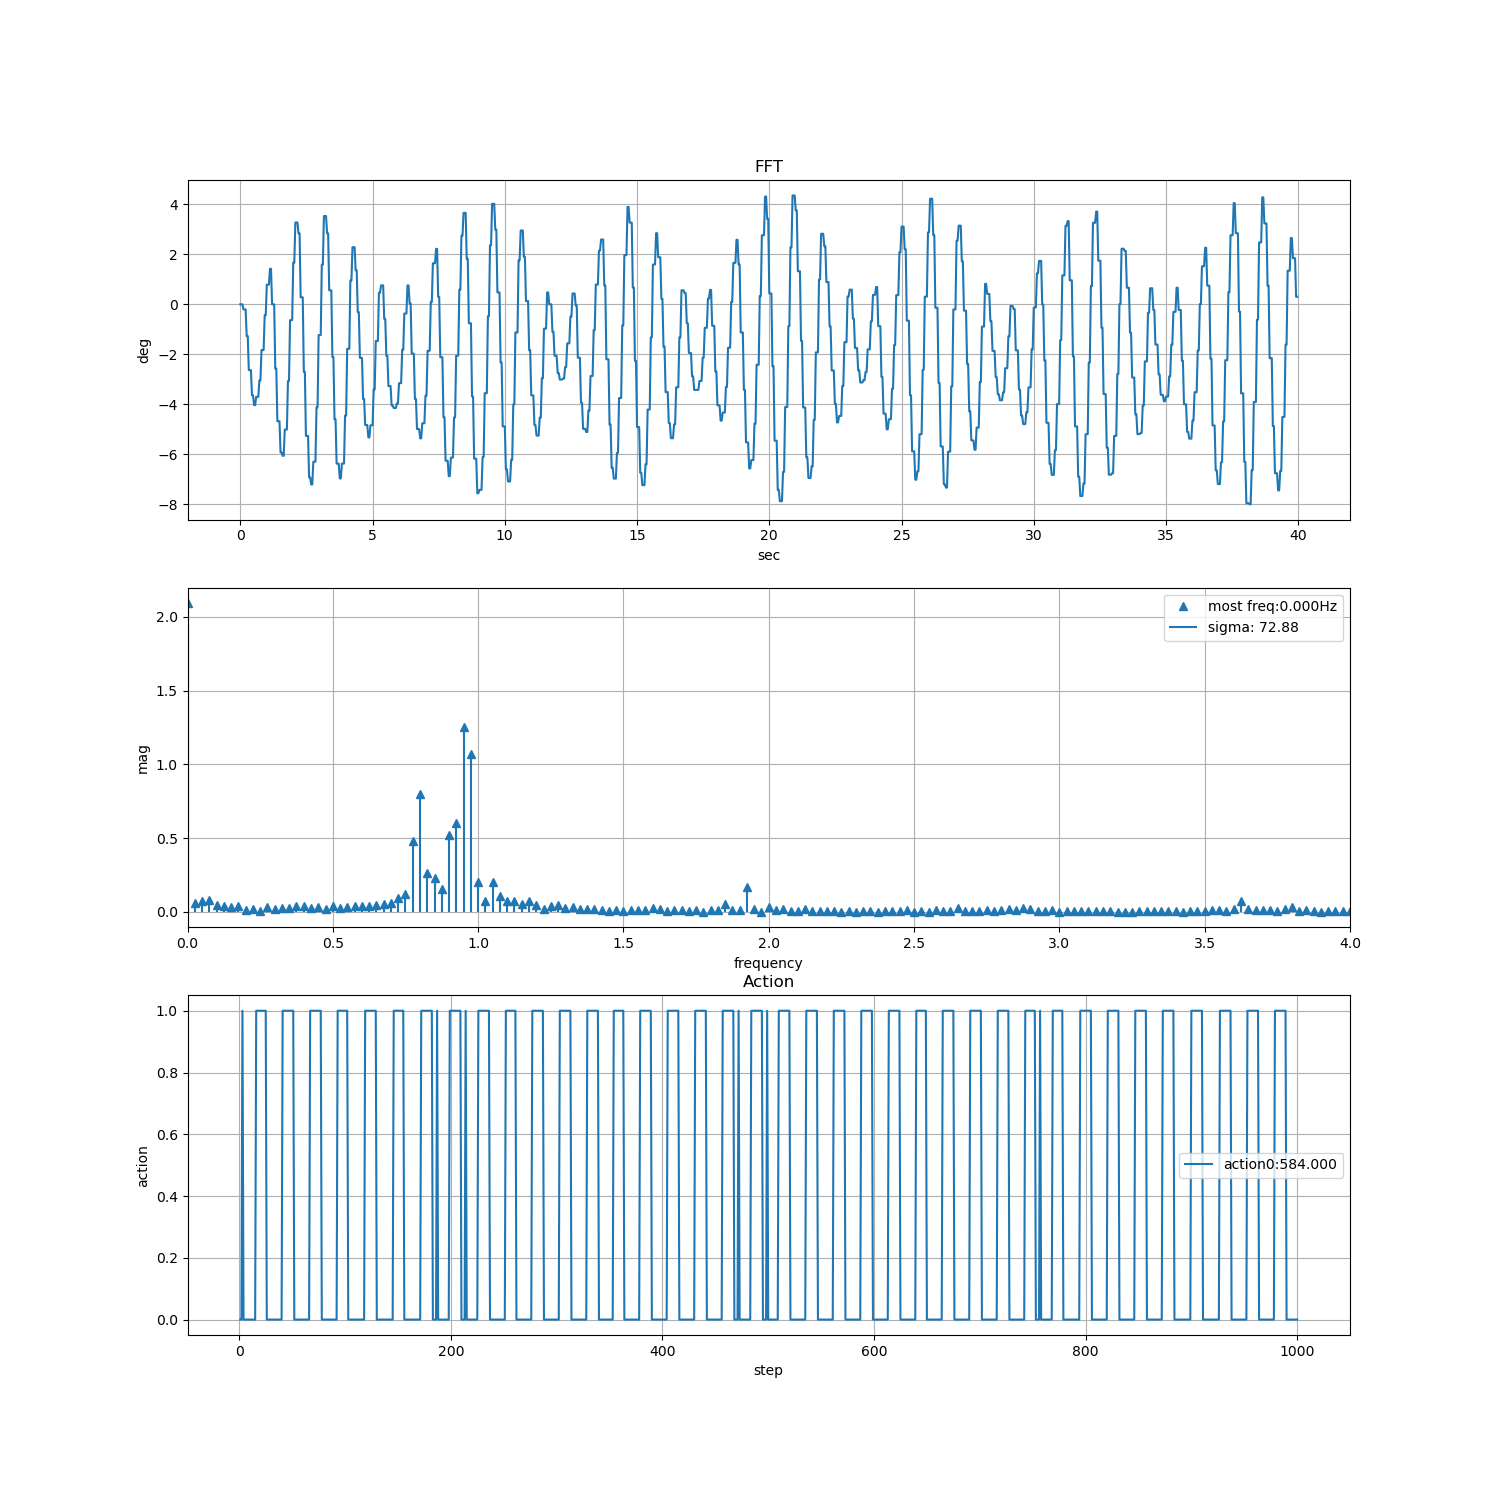 FFT
4
2
0
−2
−4
−6
−8
deg
0 5 10 15 20 25 30 35 40
sec
2.0
1.5
1.0
0.5
0.0
mag
most freq:0.000Hz
sigma: 72.88
0.0 0.5 1.0 1.5 2.0 2.5 3.0 3.5 4.0
frequency
Action
1.0
0.8
0.6
0.4
0.2
0.0
action
action0:584.000
0 200 400 600 800 1000
step